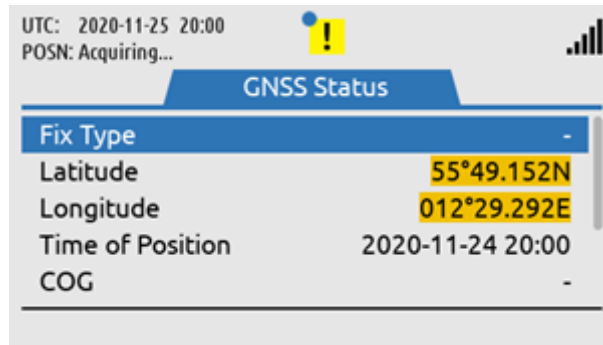 UTC: 2020-11-25 20:00
POSN: Acquiring...
!
GNSS Status
Fix Type -
Latitude 55°49.152N
Longitude 012°29.292E
Time of Position 2020-11-24 20:00
COG -